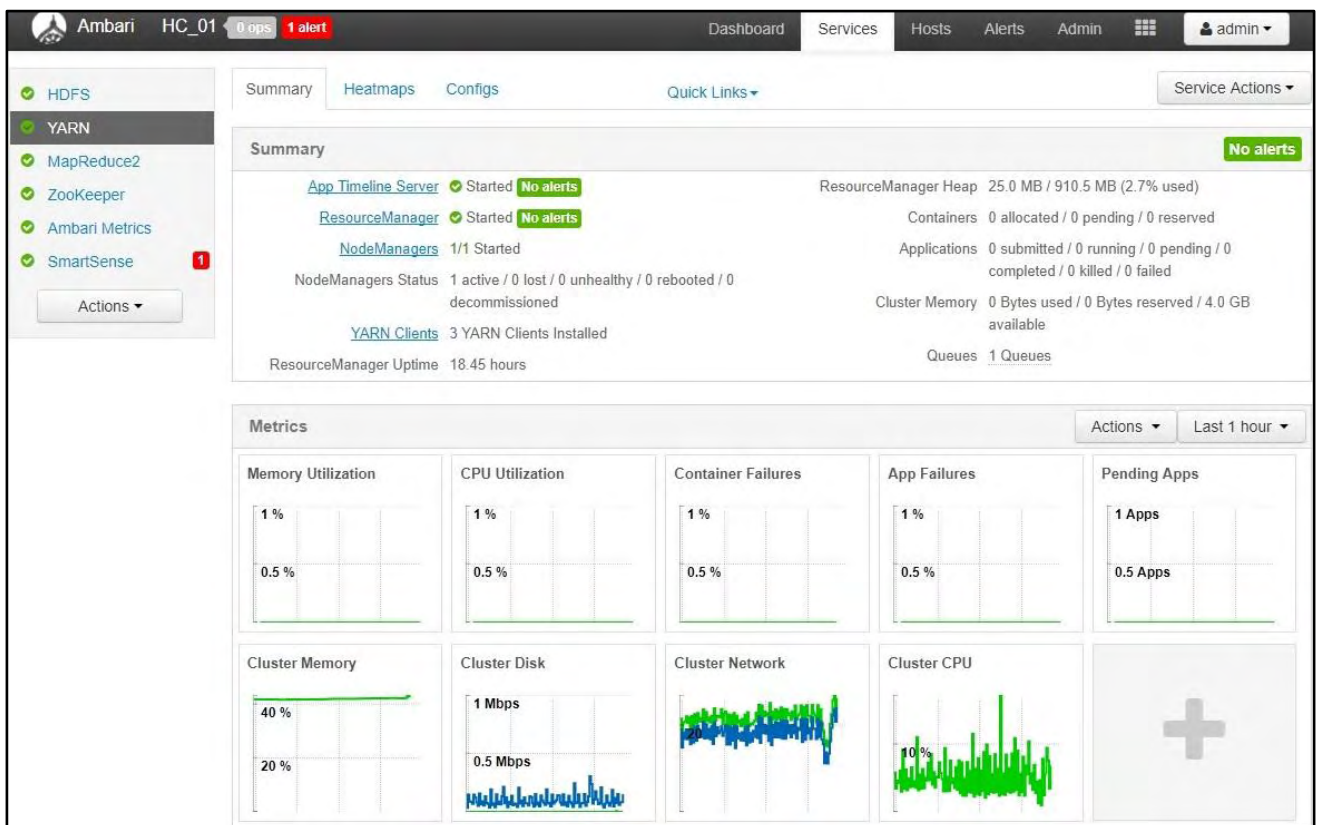 Ambari HC_01 0 ops 1 alert Dashboard Services Hosts Alerts Admin admin
HDFS
YARN
MapReduce2
ZooKeeper
Ambari Metrics
SmartSense 1
Actions
Summary Heatmaps Configs Quick Links Service Actions
Summary No alerts
App Timeline Server Started No alerts
ResourceManager Started No alerts
NodeManagers 1/1 Started
NodeManagers Status 1 active / 0 lost / 0 unhealthy / 0 rebooted / 0
decommissioned
YARN Clients 3 YARN Clients Installed
ResourceManager Uptime 18.45 hours
ResourceManager Heap 25.0 MB / 910.5 MB (2.7% used)
Containers 0 allocated / 0 pending / 0 reserved
Applications 0 submitted / 0 running / 0 pending / 0
completed / 0 killed / 0 failed
Cluster Memory 0 Bytes used / 0 Bytes reserved / 4.0 GB
available
Queues 1 Queues
Metrics Actions Last 1 hour
Memory Utilization
1 %
0.5 %
CPU Utilization
1 %
0.5 %
Container Failures
1 %
0.5 %
App Failures
1 %
0.5 %
Pending Apps
1 Apps
0.5 Apps
Cluster Memory
40 %
20 %
Cluster Disk
1 Mbps
0.5 Mbps
Cluster Network
20
Cluster CPU
10 %